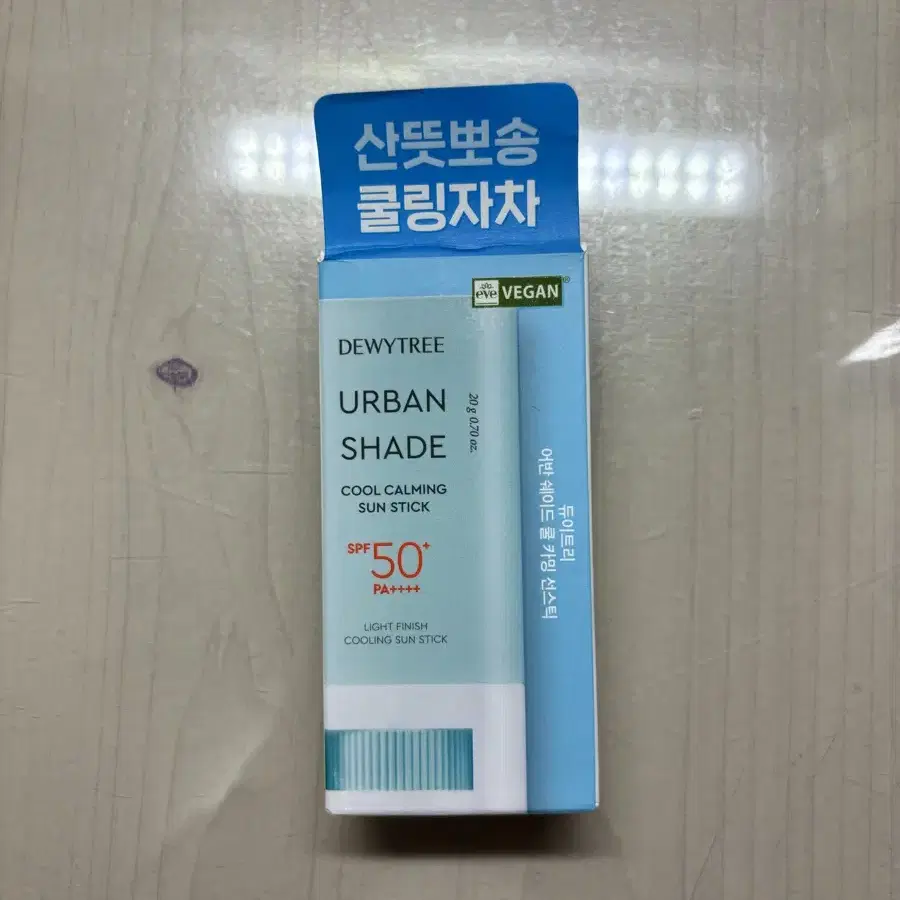 산뜻뽀송
쿨링자차
eve VEGAN®
DEWYTREE
URBAN
SHADE
20 g 0.70 oz.
COOL CALMING
SUN STICK
SPF 50+
PA++++
LIGHT FINISH
COOLING SUN STICK
듀이트리
어반 쉐이드 쿨 카밍 선스틱